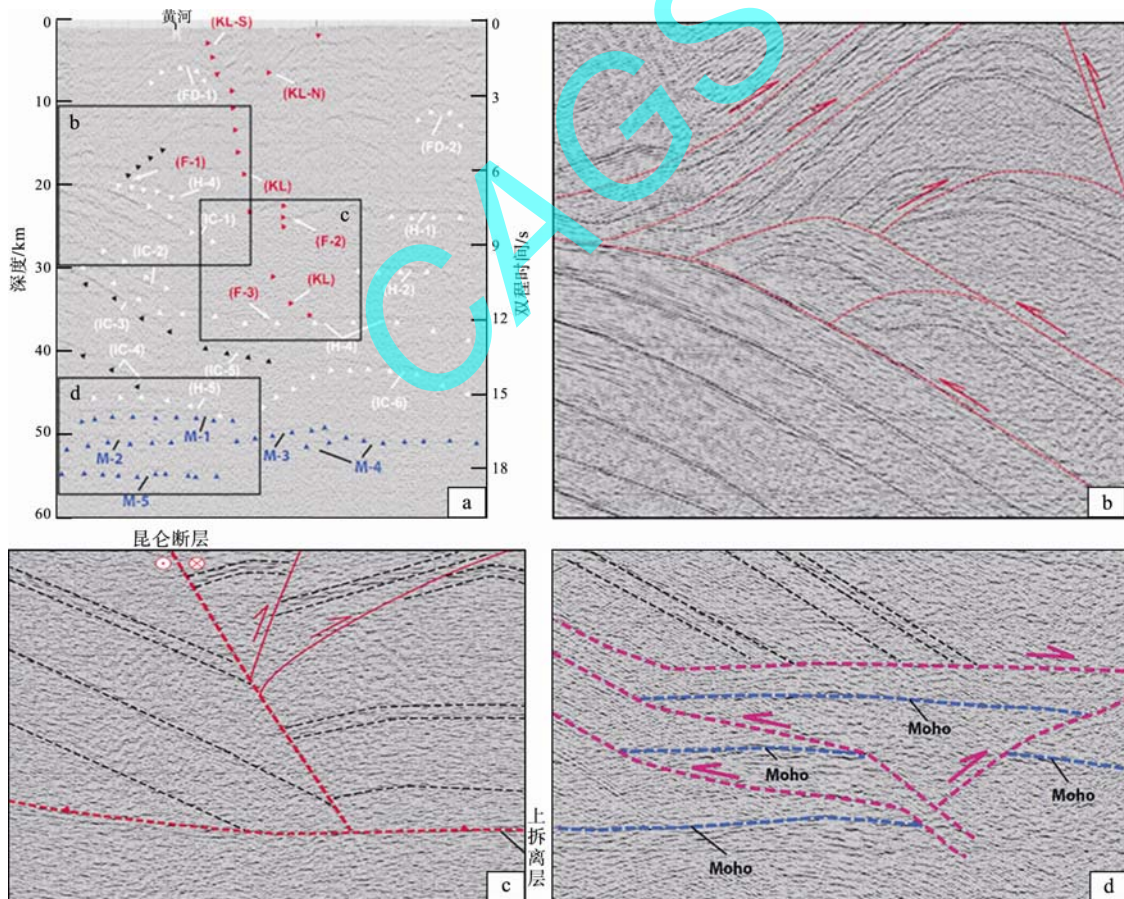 黄河
0
10
20
30
40
50
60
深度/km
0
3
6
9
12
15
18
双程时间/s
(KL-S)
(FD-1)
(KL-N)
(FD-2)
b
(F-1)
(H-4)
(KL)
(IC-1)
c
(F-2)
(H-1)
(IC-2)
(KL)
(H-2)
(F-3)
(IC-3)
(H-4)
(IC-4)
(IC-5)
d
(H-5)
(IC-6)
M-1
M-2
M-3
M-4
M-5
a
b
昆仑断层
上拆离层
c
Moho
Moho
Moho
Moho
d
CAGS